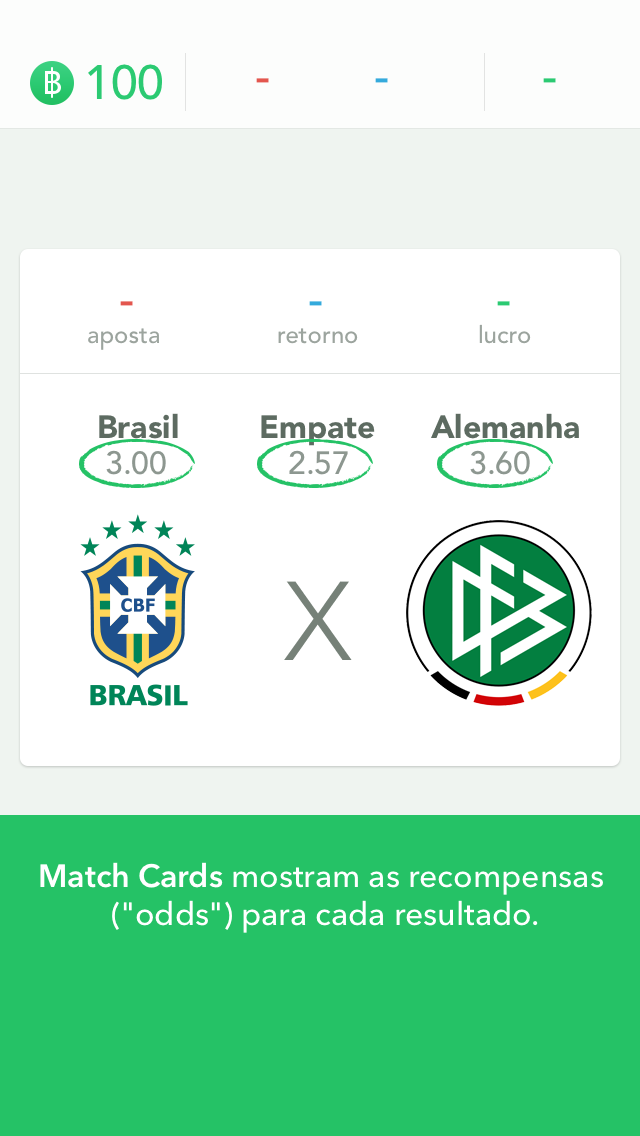 ฿ 100 - - -
- - -
aposta retorno lucro
Brasil Empate Alemanha
3.00 2.57 3.60
CBF
BRASIL
X
DFB
Match Cards mostram as recompensas
("odds") para cada resultado.